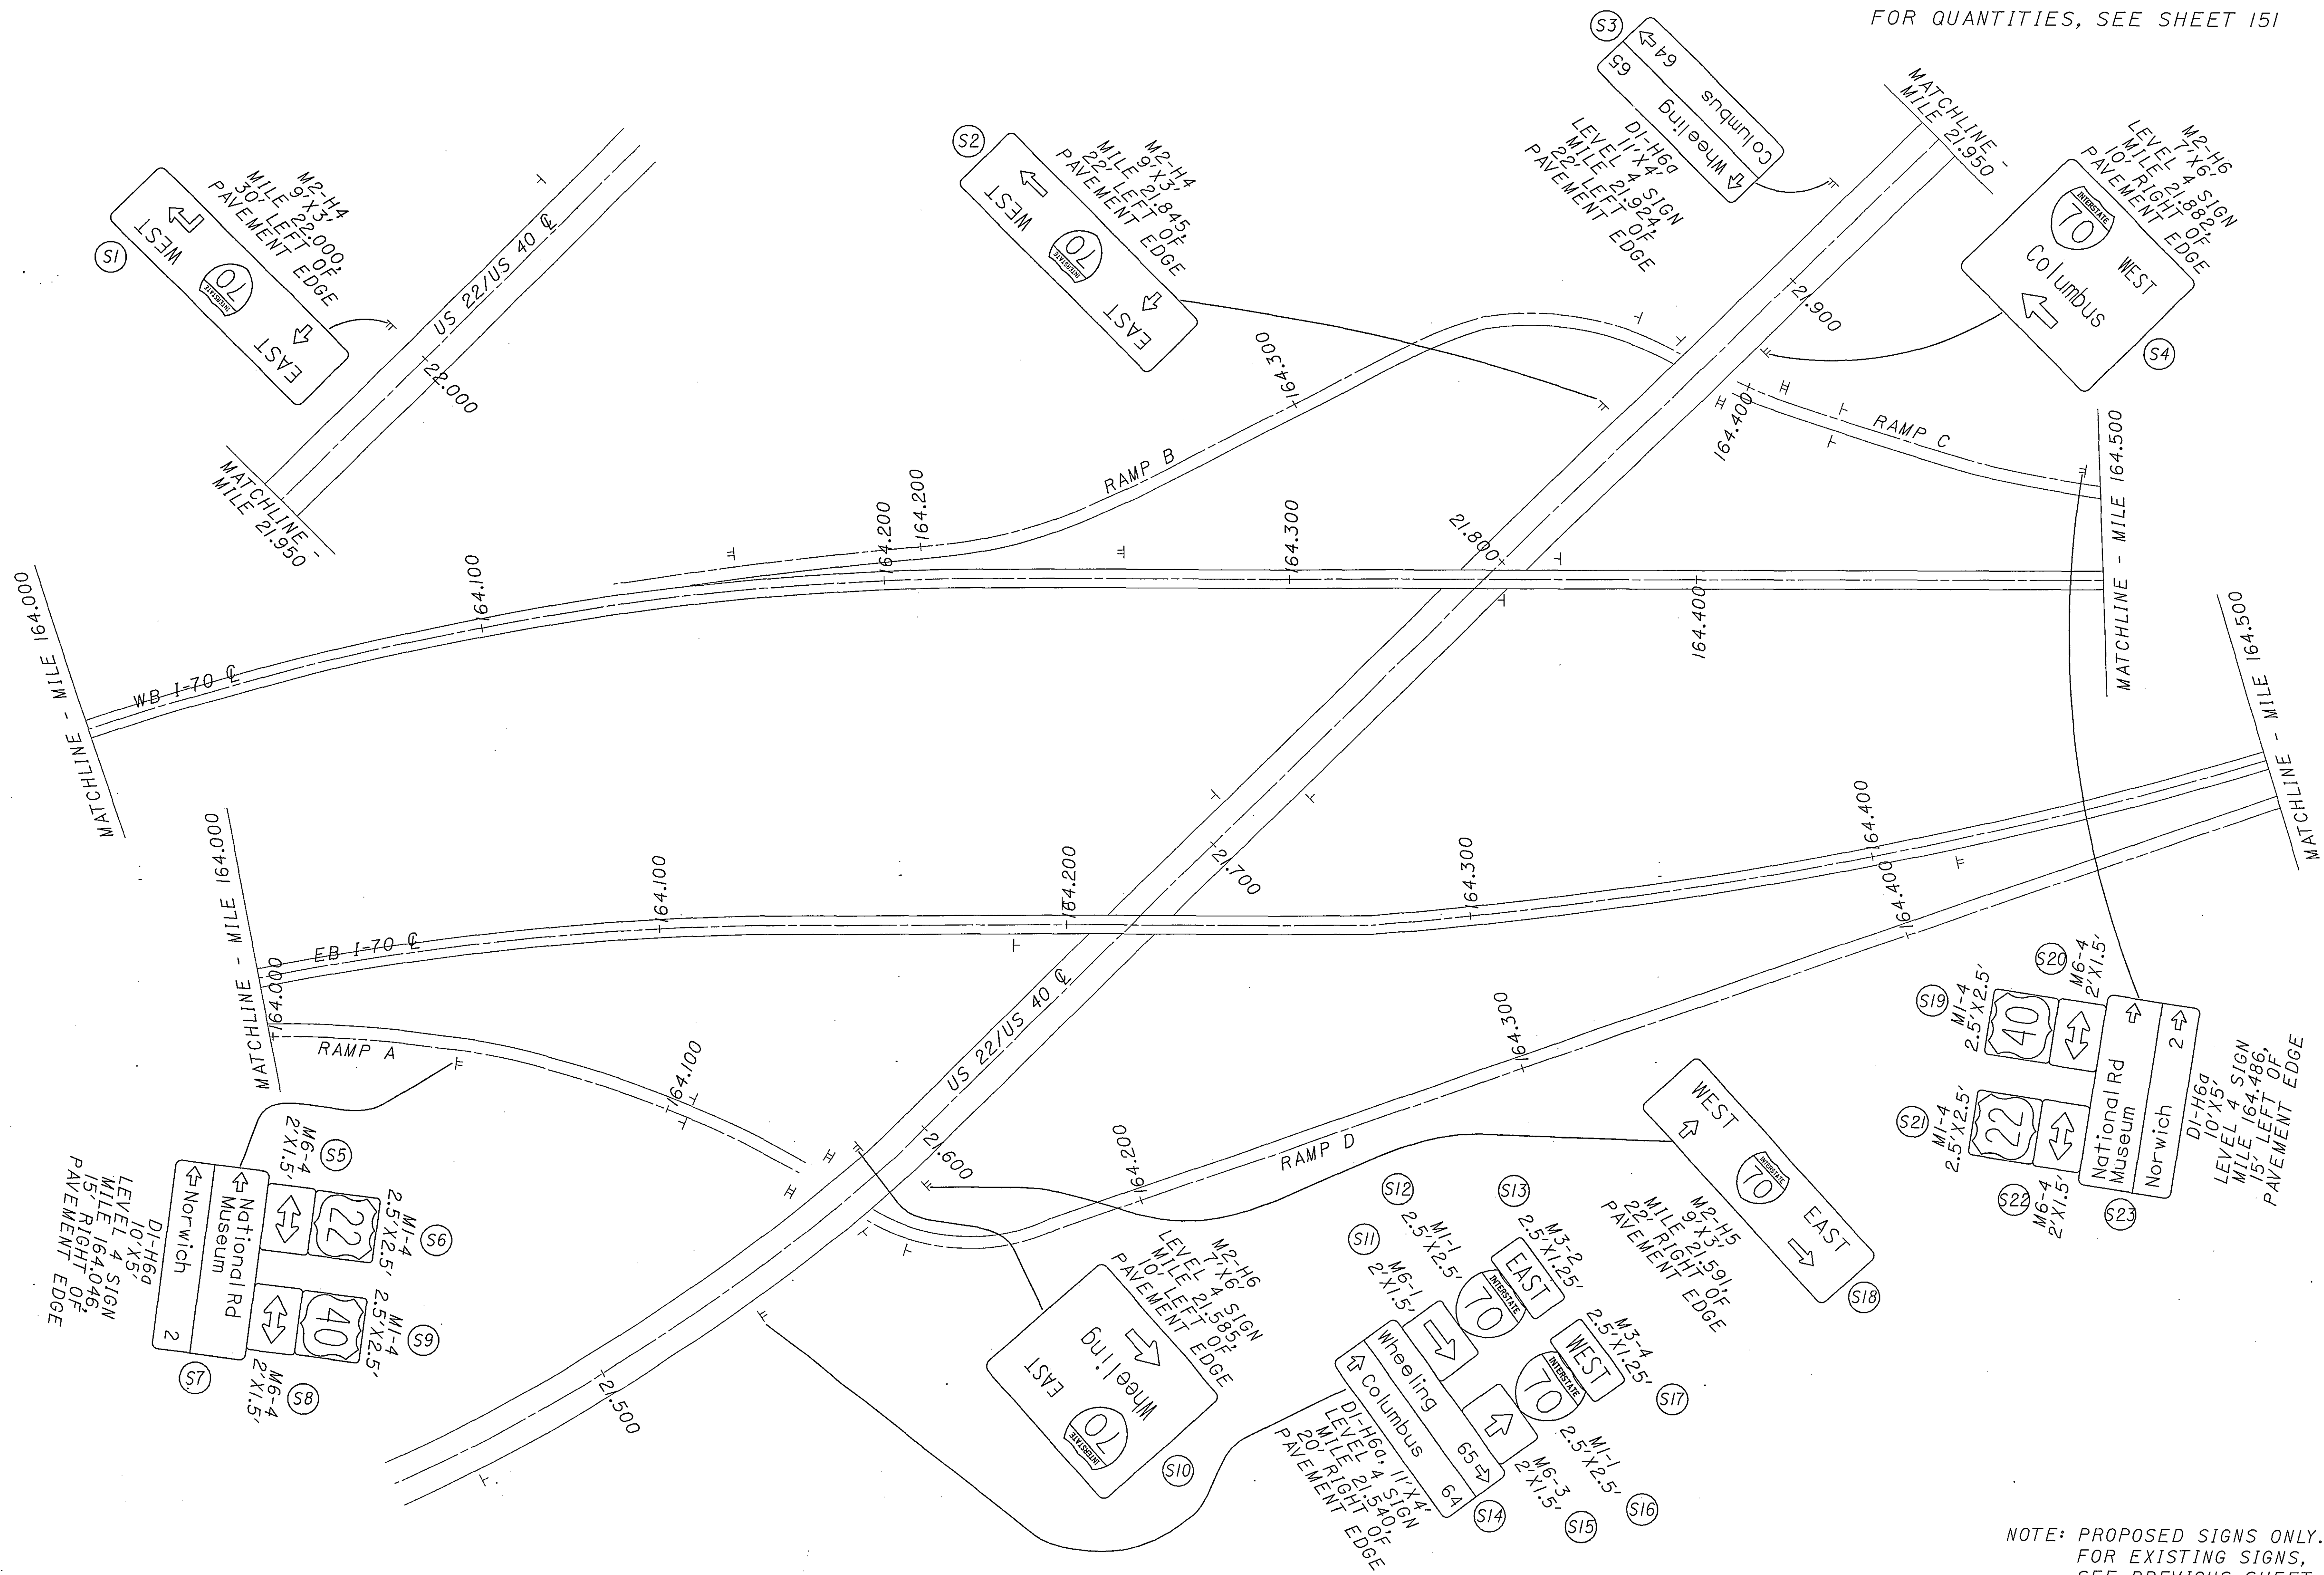 FOR QUANTITIES, SEE SHEET 151
S1
WEST
INTERSTATE
70
EAST
M2-H4
9'X3'
MILE 22.000,
30' LEFT OF
PAVEMENT EDGE
US 22/US 40 ℄
22.000
MATCHLINE -
MILE 21.950
S2
WEST
INTERSTATE
70
EAST
M2-H4
9'X3'
MILE 21.845,
22' LEFT OF
PAVEMENT EDGE
S3
64
Columbus
65
Wheeling
D1-H6a
11'X4'
LEVEL 4 SIGN
MILE 21.924,
22' LEFT OF
PAVEMENT EDGE
MATCHLINE -
MILE 21.950
M2-H6
7'X6'
LEVEL 4 SIGN
MILE 21.882,
10' RIGHT OF
PAVEMENT EDGE
INTERSTATE
70
WEST
Columbus
S4
21.900
164.300
RAMP B
164.400
RAMP C
MATCHLINE - MILE 164.500
164.200
164.200
164.300
21.800
164.100
164.400
MATCHLINE - MILE 164.000
WB I-70 ℄
MATCHLINE - MILE 164.500
MATCHLINE - MILE 164.000
164.000
EB I-70 ℄
164.100
164.200
21.700
164.300
164.400
164.400
US 22/US 40 ℄
RAMP A
164.100
21.600
164.200
RAMP D
164.300
21.500
S5
M6-4
2'X1.5'
S6
M1-4
2.5'X2.5'
22
National Rd
Museum
Norwich 2
S7
D1-H6a
10'X5'
LEVEL 4 SIGN
MILE 164.046
15' RIGHT OF
PAVEMENT EDGE
S8
M6-4
2'X1.5'
S9
M1-4
2.5'X2.5'
40
M2-H6
7'X6'
LEVEL 4 SIGN
MILE 21.585,
10' LEFT OF
PAVEMENT EDGE
INTERSTATE
70
EAST
Wheeling
S10
S11
M6-1
2'X1.5'
S12
M1-1
2.5'X2.5'
INTERSTATE
70
S13
M3-2
2.5'X1.25'
EAST
Wheeling 65
Columbus 64
D1-H6a, 11'X4'
LEVEL 4 SIGN
MILE 21.540,
20' RIGHT OF
PAVEMENT EDGE
S14
M6-3
2'X1.5'
S15
INTERSTATE
70
M1-1
2.5'X2.5'
S16
WEST
M3-4
2.5'X1.25'
S17
WEST
INTERSTATE
70
EAST
M2-H5
9'X3'
MILE 21.591,
22' RIGHT OF
PAVEMENT EDGE
S18
S19
M1-4
2.5'X2.5'
40
S20
M6-4
2'X1.5'
S21
M1-4
2.5'X2.5'
22
S22
M6-4
2'X1.5'
National Rd
Museum
Norwich 2
D1-H6a
10'X5'
LEVEL 4 SIGN
MILE 164.486,
15' LEFT OF
PAVEMENT EDGE
S23
NOTE: PROPOSED SIGNS ONLY.
FOR EXISTING SIGNS,
SEE PREVIOUS SHEET